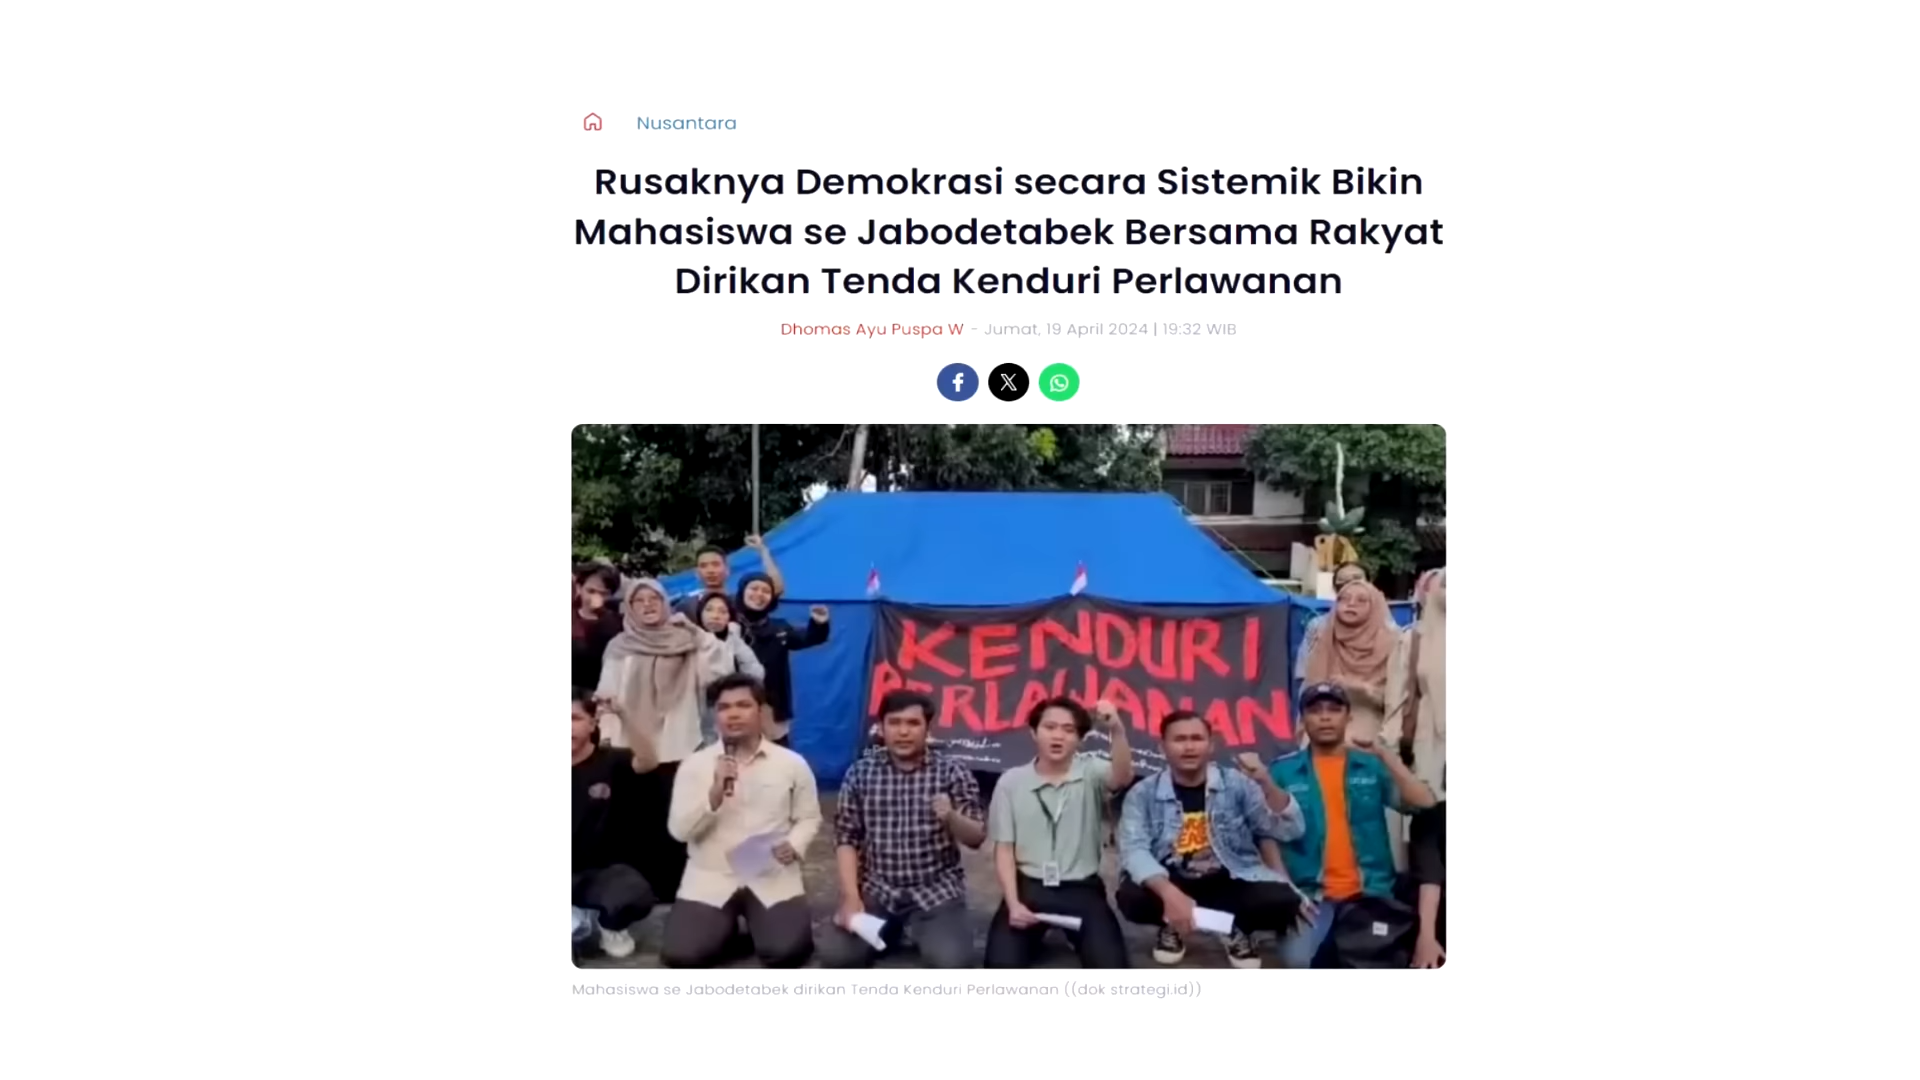 Nusantara
Rusaknya Demokrasi secara Sistemik Bikin
Mahasiswa se Jabodetabek Bersama Rakyat
Dirikan Tenda Kenduri Perlawanan
Dhomas Ayu Puspa W - Jumat, 19 April 2024 | 19:32 WIB
KENDURI
PERLAWANAN
Mahasiswa se Jabodetabek dirikan Tenda Kenduri Perlawanan ((dok strategi.id))